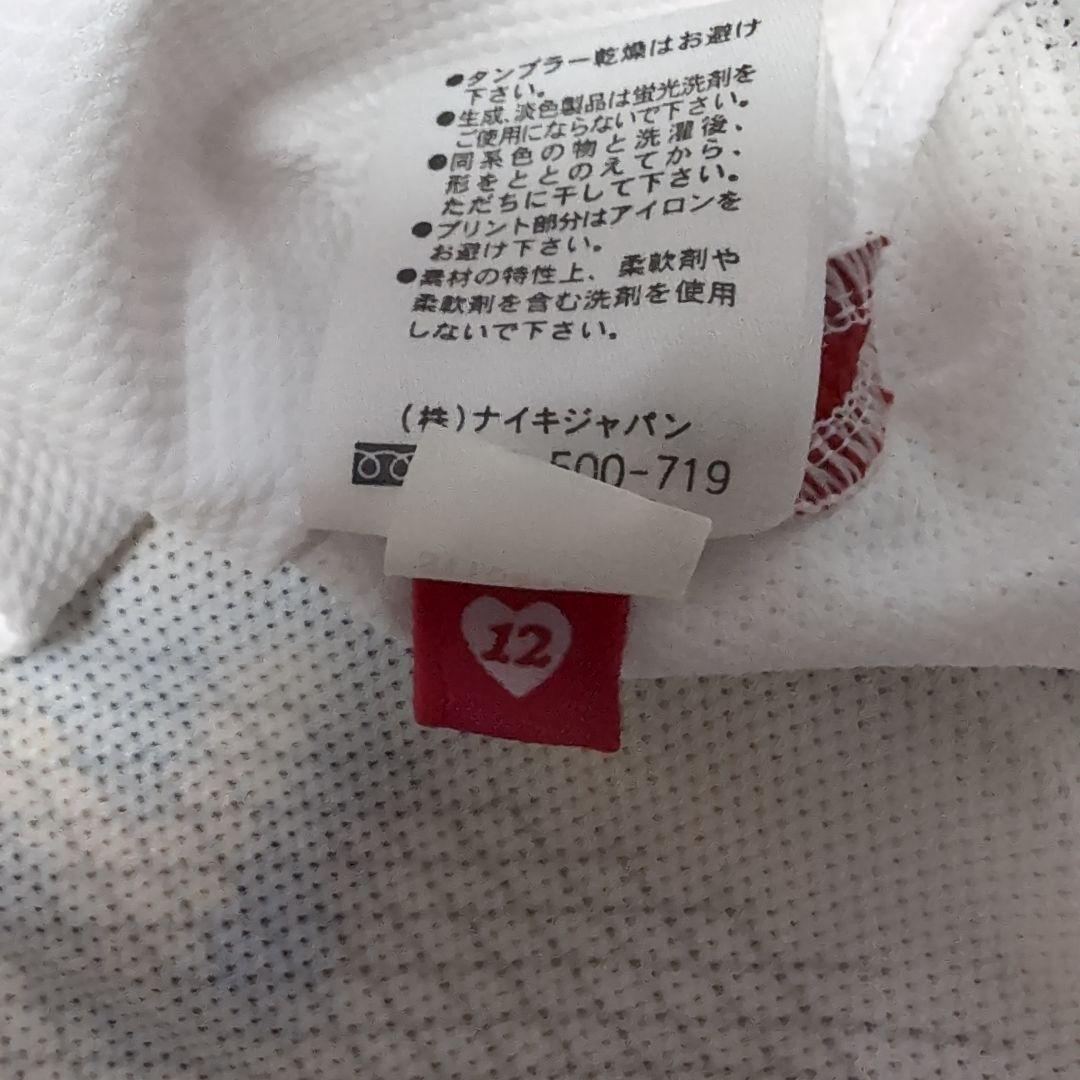 ●タンブラー乾燥はお避け
下さい。
●生成、淡色製品は蛍光洗剤を
ご使用にならないで下さい。
●同系色の物と洗濯後、
形をととのえてから、
ただちに干して下さい。
●プリント部分はアイロンを
お避け下さい。
●素材の特性上、柔軟剤や
柔軟剤を含む洗剤を使用
しないで下さい。
(株)ナイキジャパン
500-719
12